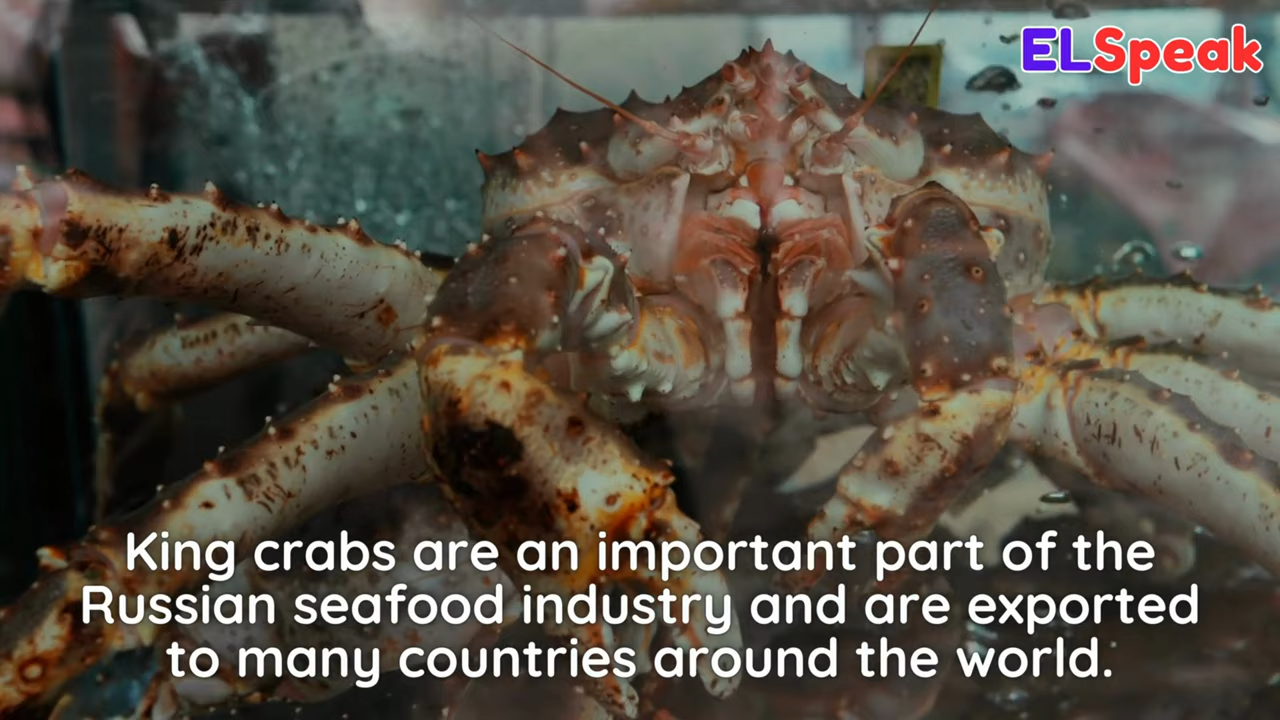 ELSpeak
King crabs are an important part of the
Russian seafood industry and are exported
to many countries around the world.